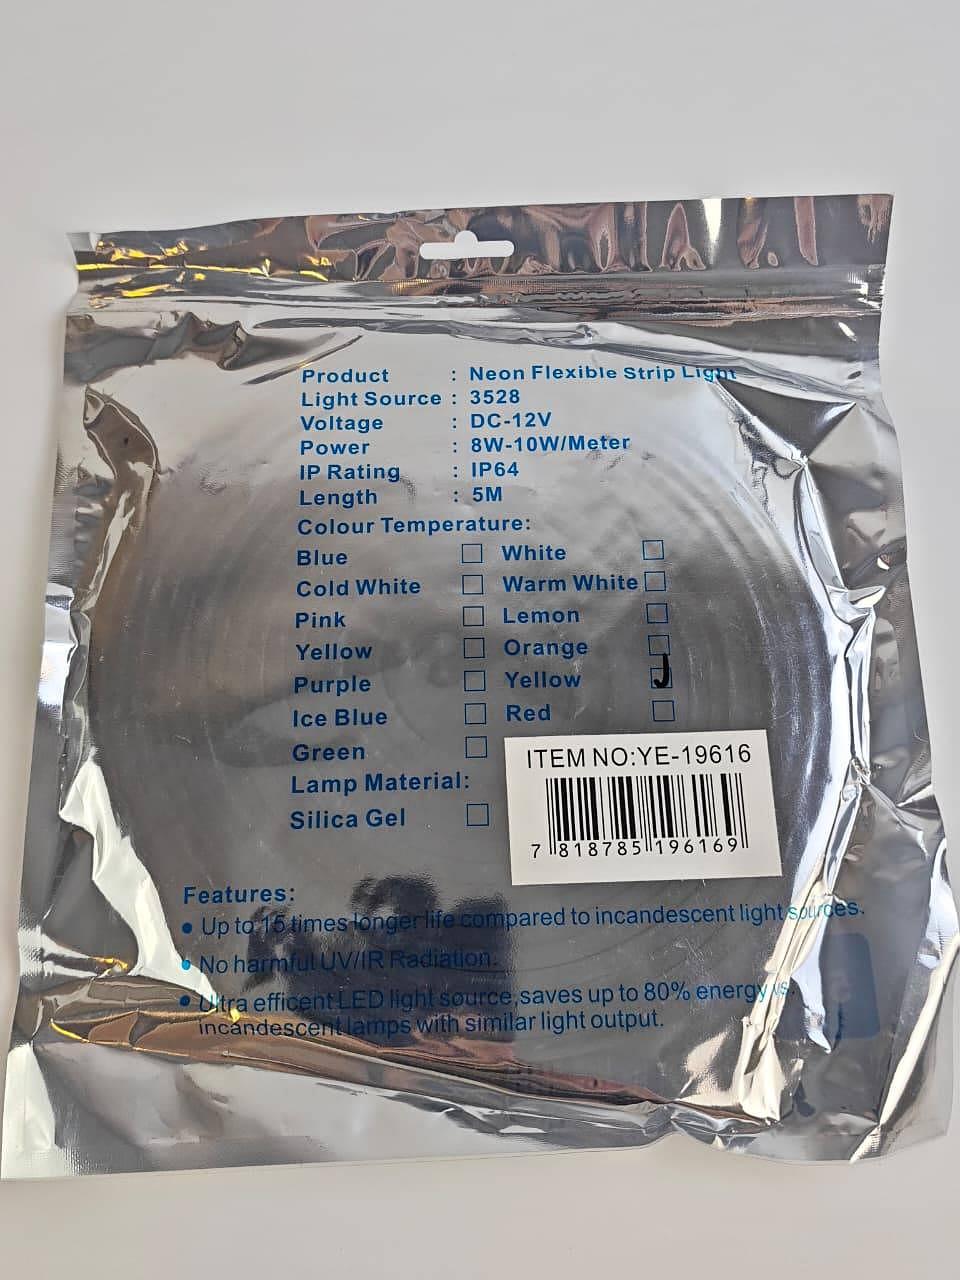 Product : Neon Flexible Strip Light
Light Source : 3528
Voltage : DC-12V
Power : 8W-10W/Meter
IP Rating : IP64
Length : 5M
Colour Temperature:
Blue ☐ White ☐
Cold White ☐ Warm White ☐
Pink ☐ Lemon ☐
Yellow ☐ Orange ☐
Purple ☐ Yellow ☑
Ice Blue ☐ Red ☐
Green ☐
Lamp Material:
Silica Gel ☐
ITEM NO:YE-19616
7 818785 196169
Features:
• Up to 15 times longer life compared to incandescent light sources.
• No harmful UV/IR Radiation.
• Ultra efficent LED light source,saves up to 80% energy vs.
incandescent lamps with similar light output.